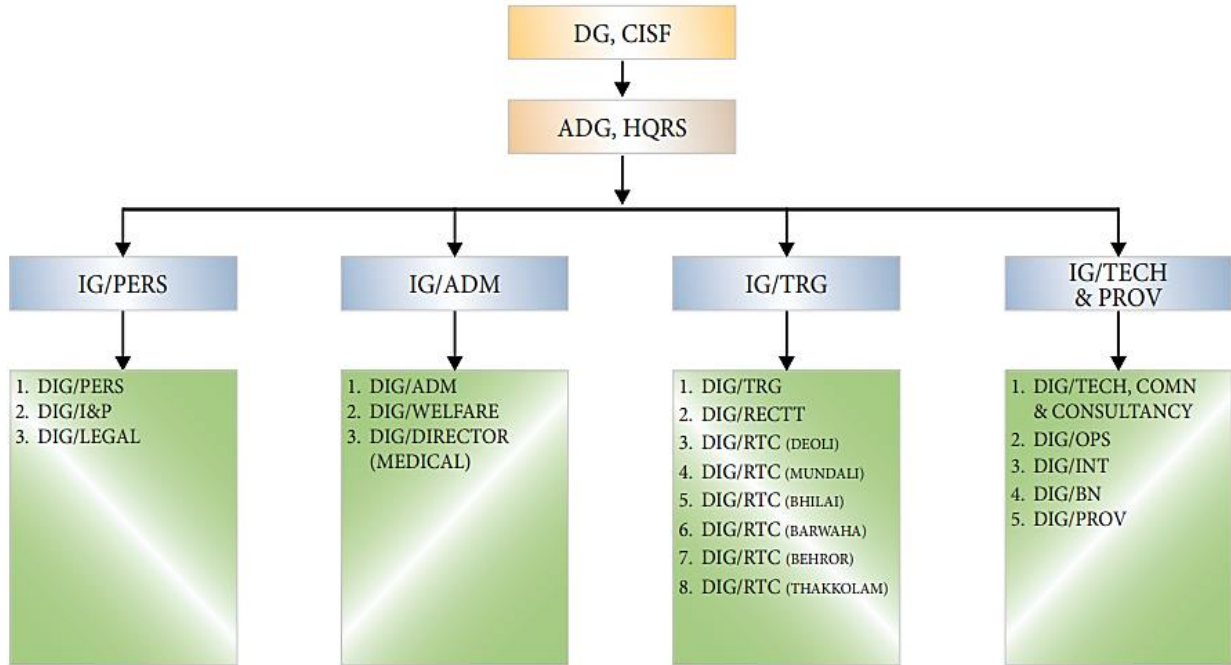 DG, CISF
ADG, HQRS
IG/PERS
IG/ADM
IG/TRG
IG/TECH
& PROV
1. DIG/PERS
2. DIG/I&P
3. DIG/LEGAL
1. DIG/ADM
2. DIG/WELFARE
3. DIG/DIRECTOR
(MEDICAL)
1. DIG/TRG
2. DIG/RECTT
3. DIG/RTC (DEOLI)
4. DIG/RTC (MUNDALI)
5. DIG/RTC (BHILAI)
6. DIG/RTC (BARWAHA)
7. DIG/RTC (BEHROR)
8. DIG/RTC (THAKKOLAM)
1. DIG/TECH, COMN
& CONSULTANCY
2. DIG/OPS
3. DIG/INT
4. DIG/BN
5. DIG/PROV